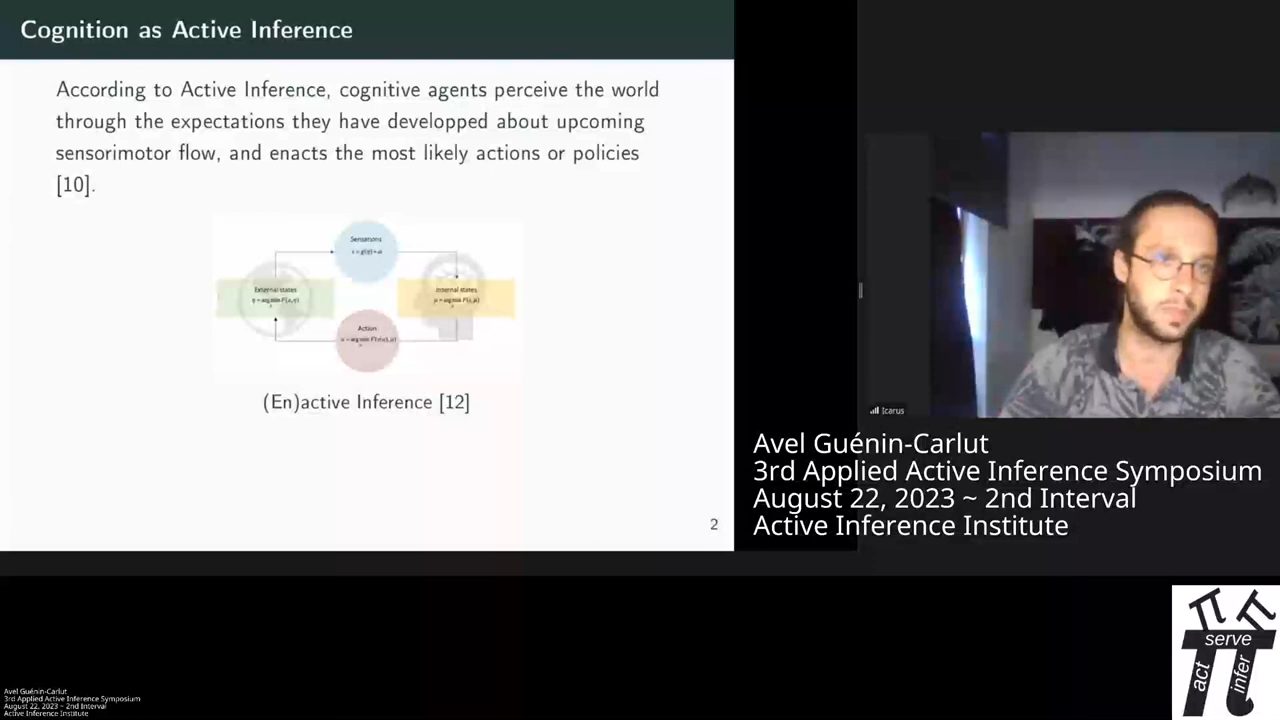 Cognition as Active Inference
According to Active Inference, cognitive agents perceive the world
through the expectations they have developped about upcoming
sensorimotor flow, and enacts the most likely actions or policies
[10].
Sensations
External states
Internal states
Action
(En)active Inference [12]
2
Icarus
Avel Guénin-Carlut
3rd Applied Active Inference Symposium
August 22, 2023 ~ 2nd Interval
Active Inference Institute
serve
act
infer
Avel Guénin-Carlut
3rd Applied Active Inference Symposium
August 22, 2023 ~ 2nd Interval
Active Inference Institute